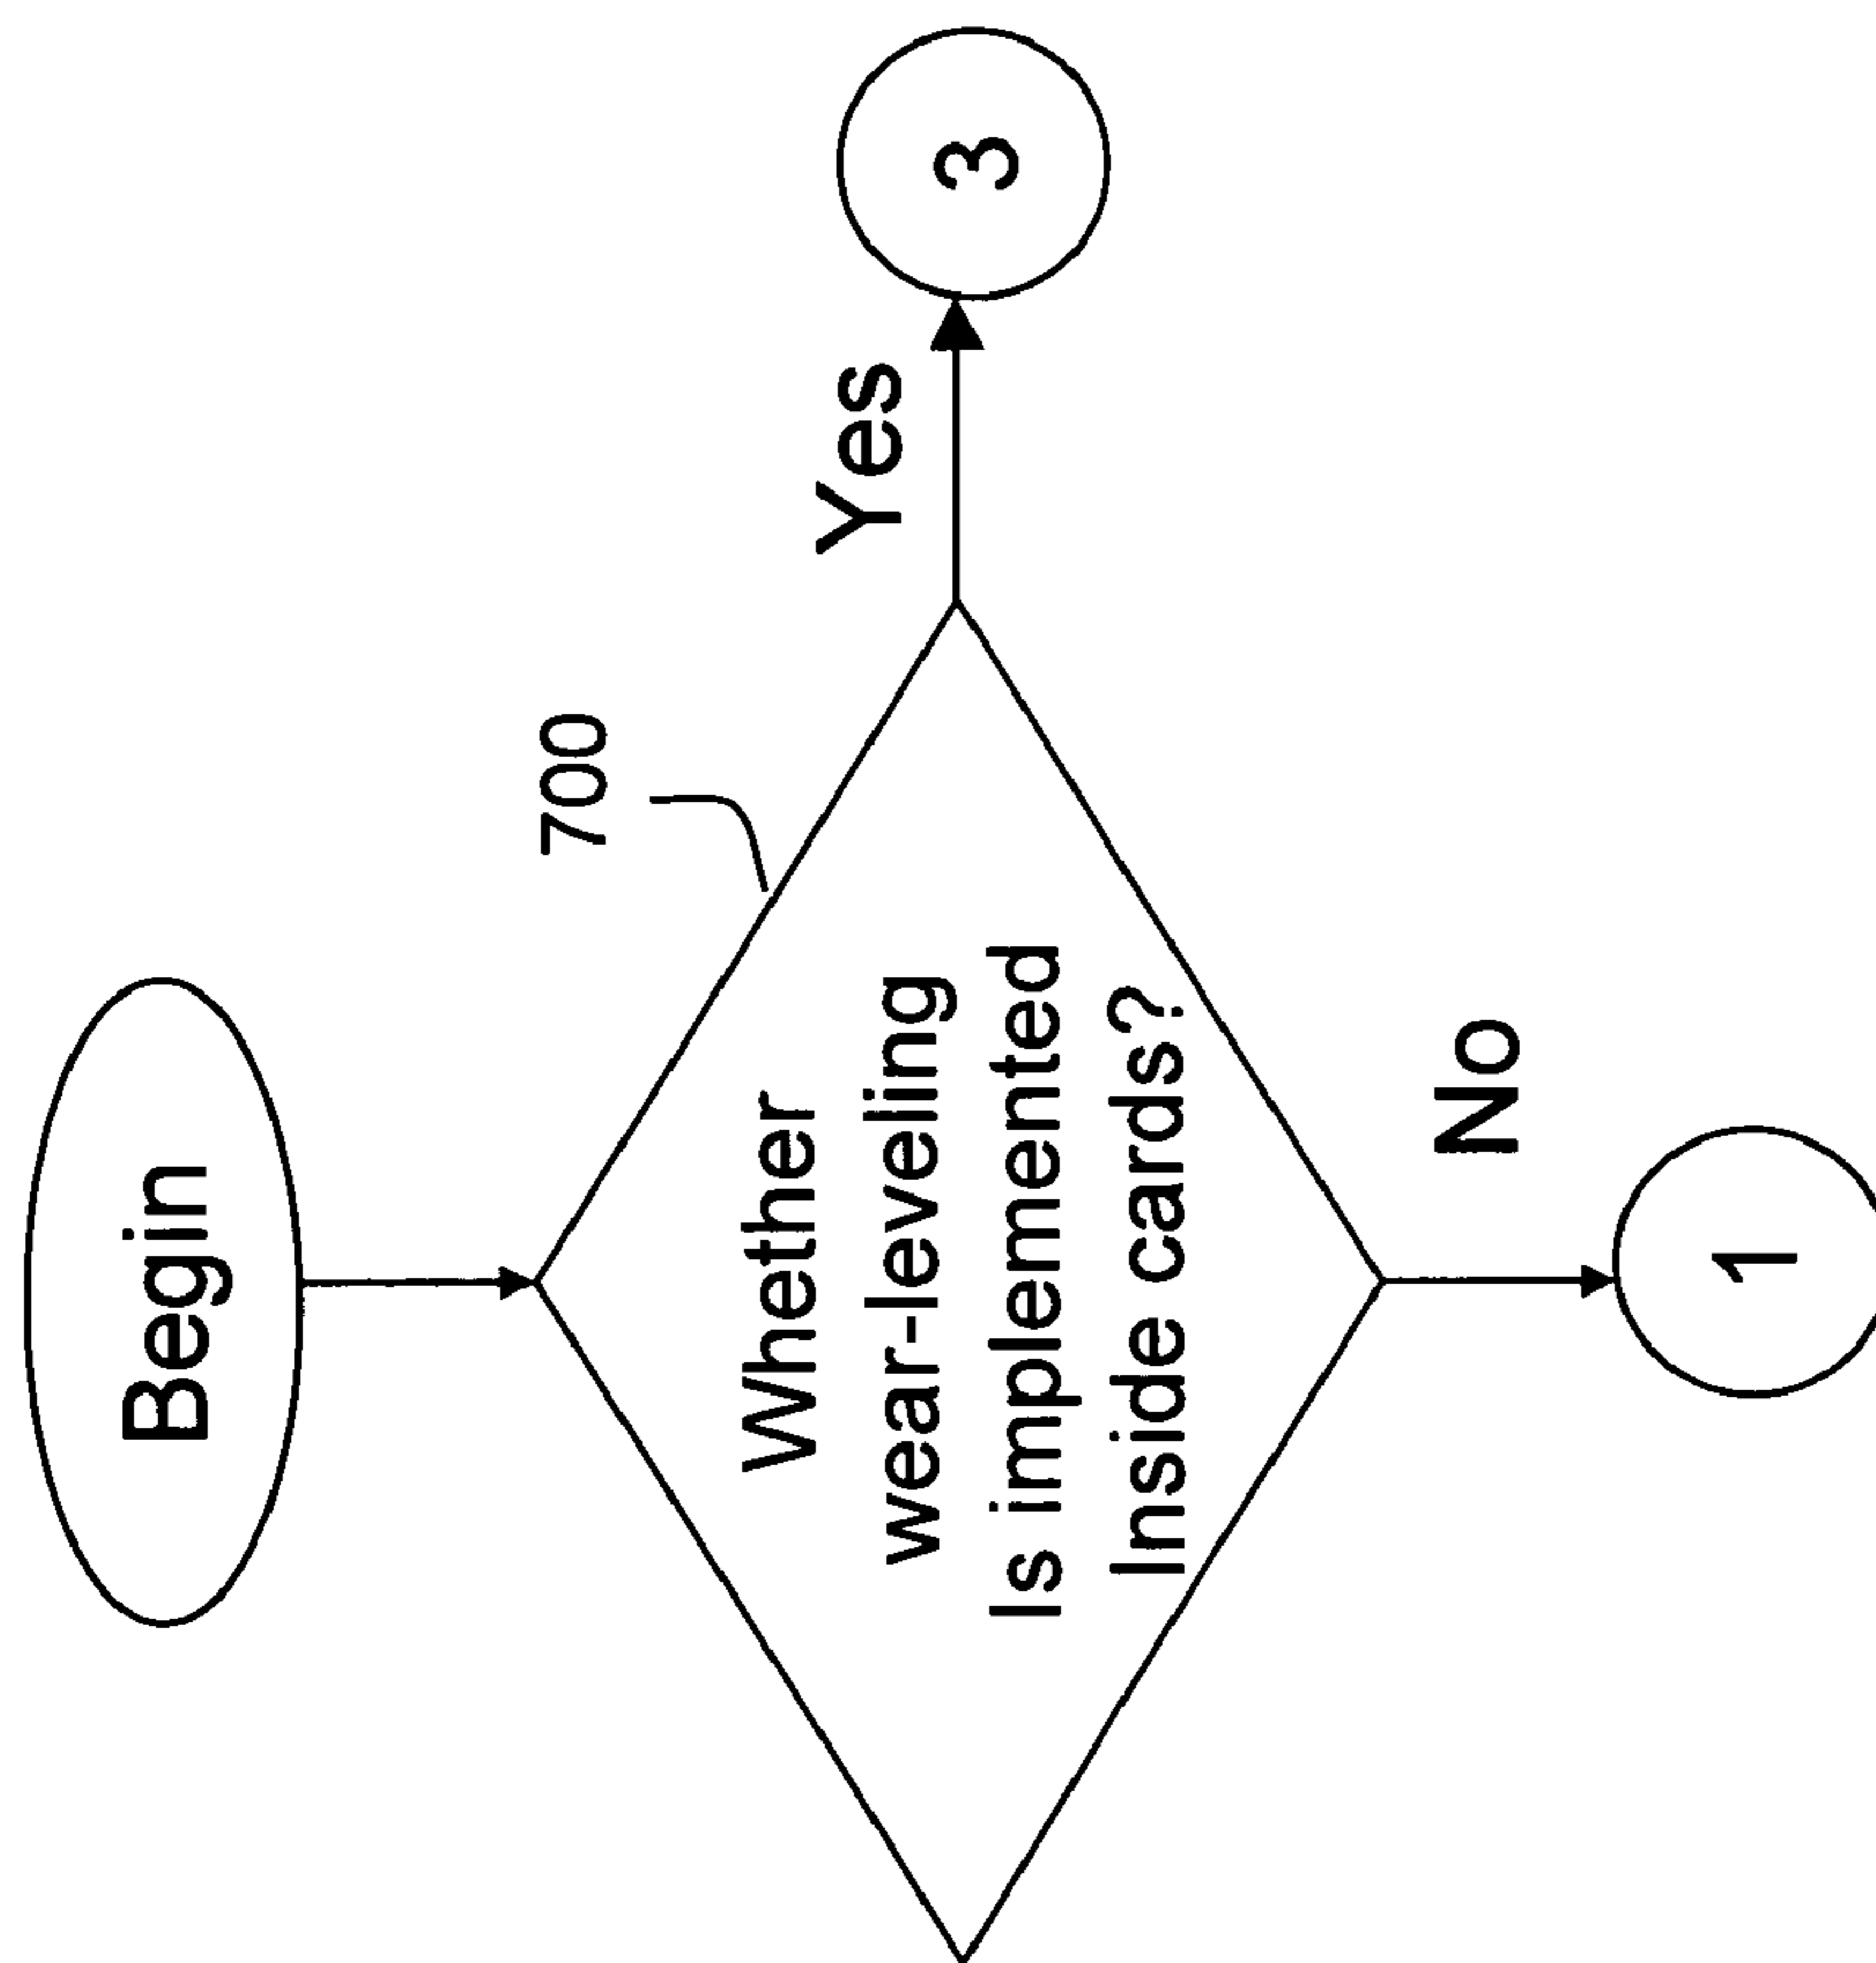 Begin
700
Whether
wear-leveling
Is implemented
Inside cards?
Yes
3
No
1